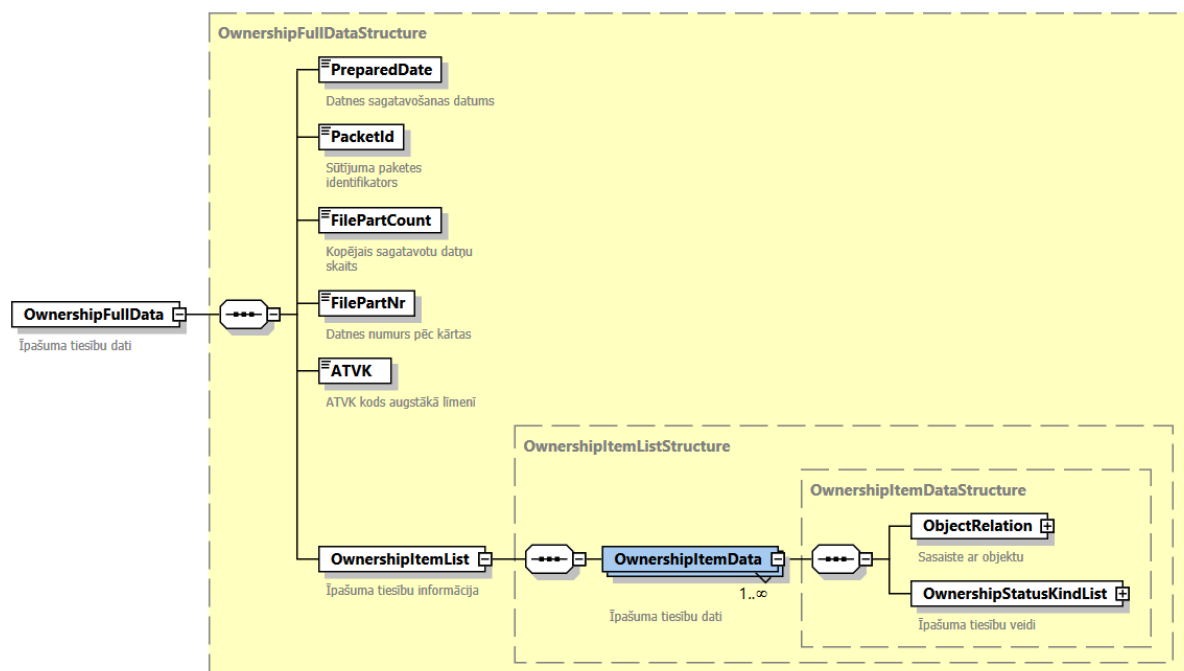 OwnershipFullDataStructure
PreparedDate
Datnes sagatavošanas datums
PacketId
Sūtījuma paketes
identifikators
FilePartCount
Kopējais sagatavotu datņu
skaits
OwnershipFullData
Īpašuma tiesību dati
FilePartNr
Datnes numurs pēc kārtas
ATVK
ATVK kods augstākā līmenī
OwnershipItemListStructure
OwnershipItemDataStructure
OwnershipItemList
Īpašuma tiesību informācija
OwnershipItemData
1..∞
Īpašuma tiesību dati
ObjectRelation
Sasaiste ar objektu
OwnershipStatusKindList
Īpašuma tiesību veidi